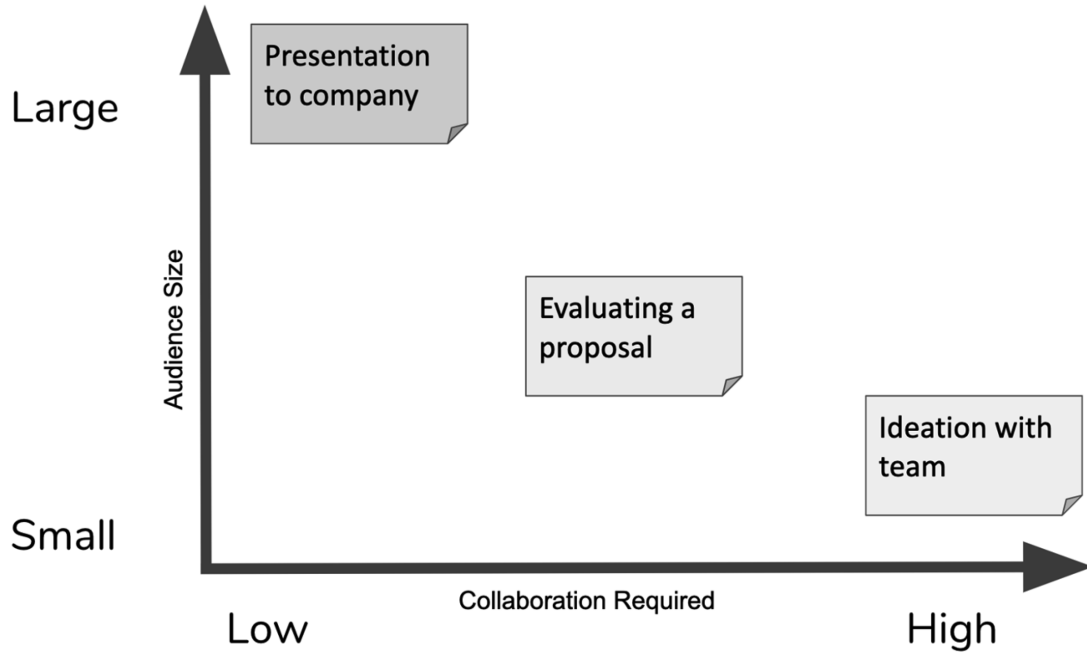 Large
Presentation
to company
Audience Size
Evaluating a
proposal
Ideation with
team
Small
Collaboration Required
Low
High